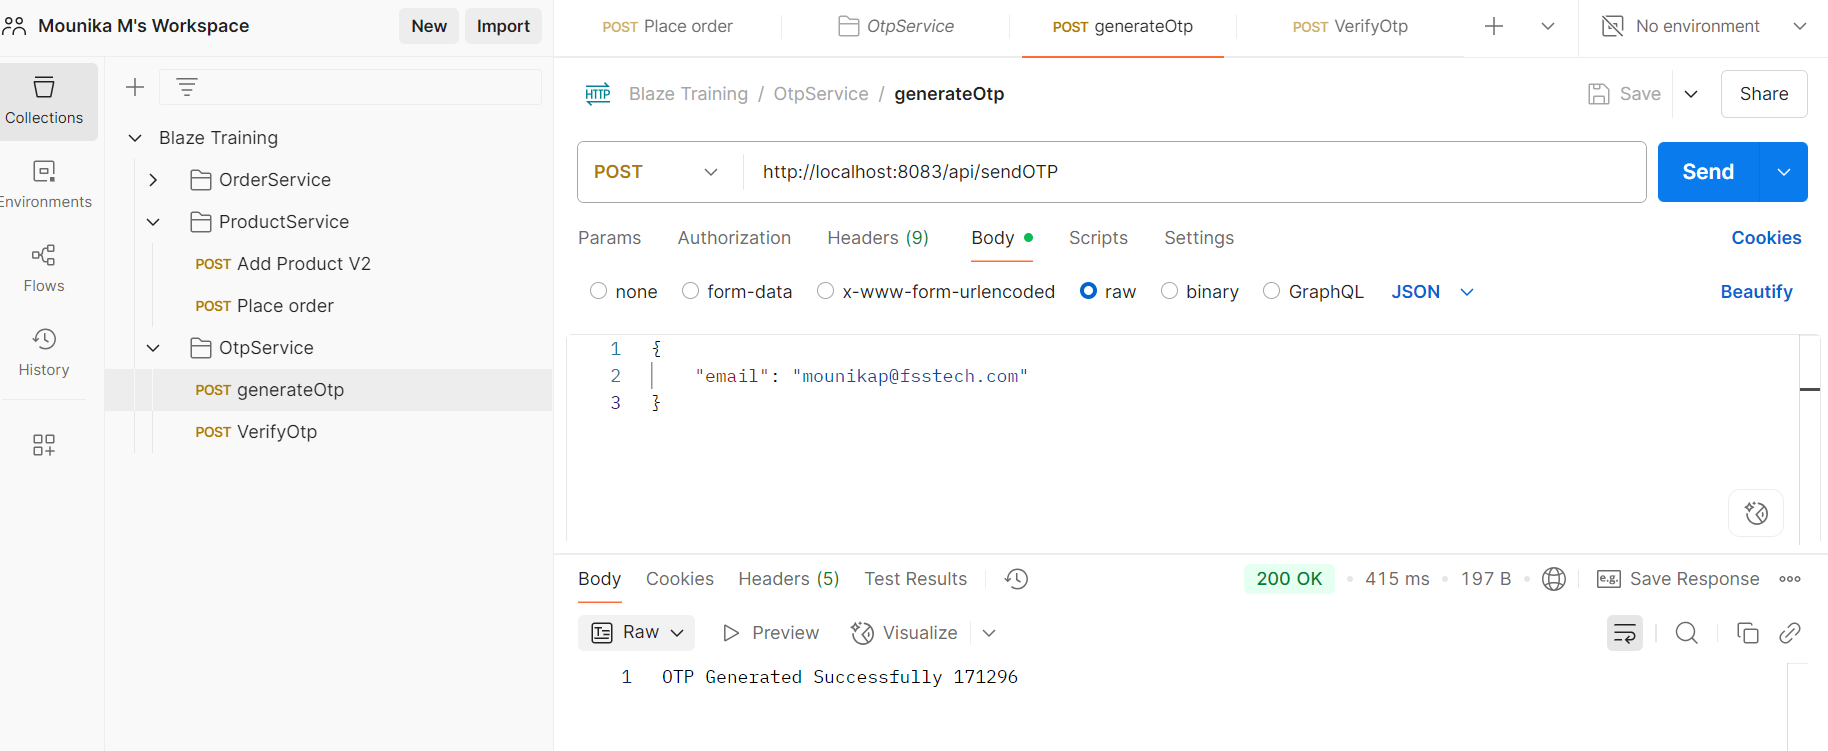 Mounika M's Workspace
New
Import
Collections
Environments
Flows
History
Blaze Training
OrderService
ProductService
POST Add Product V2
POST Place order
OtpService
POST generateOtp
POST VerifyOtp
POST Place order
OtpService
POST generateOtp
POST VerifyOtp
No environment
HTTP Blaze Training / OtpService / generateOtp
Save
Share
POST
http://localhost:8083/api/sendOTP
Send
Params Authorization Headers (9) Body Scripts Settings
Cookies
none form-data x-www-form-urlencoded raw binary GraphQL JSON
Beautify
1 {
2 "email": "mounikap@fsstech.com"
3 }
Body Cookies Headers (5) Test Results
200 OK • 415 ms • 197 B •
e.g. Save Response
Raw Preview Visualize
1 OTP Generated Successfully 171296